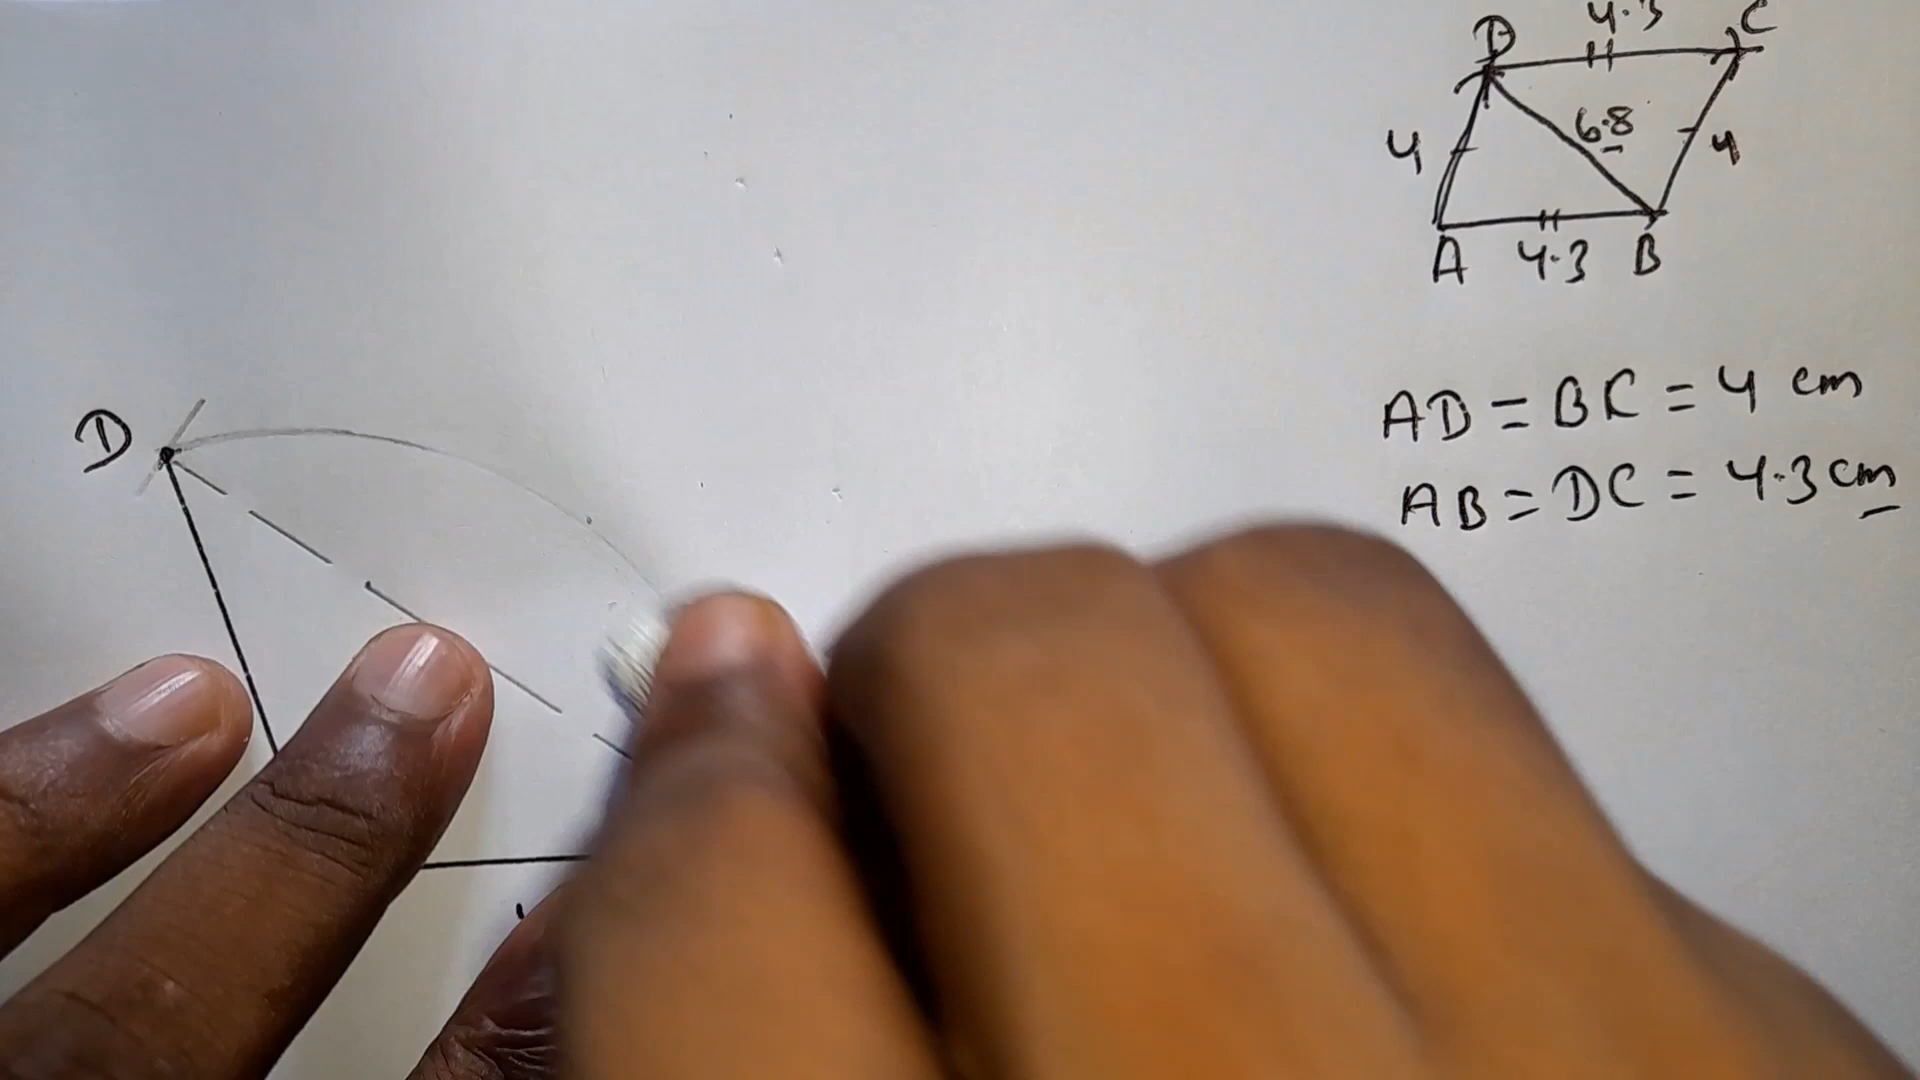 4.3 C
D
6.8
4 4
A 4.3 B
AD = BC = 4 cm
AB = DC = 4.3 cm
D